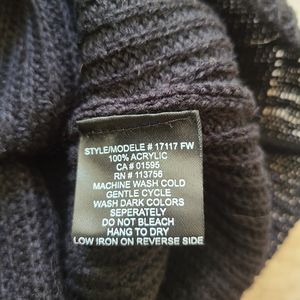 STYLE/MODELE # 17117 FW
100% ACRYLIC
CA # 01595
RN # 113756
MACHINE WASH COLD
GENTLE CYCLE
WASH DARK COLORS
SEPERATELY
DO NOT BLEACH
HANG TO DRY
LOW IRON ON REVERSE SIDE